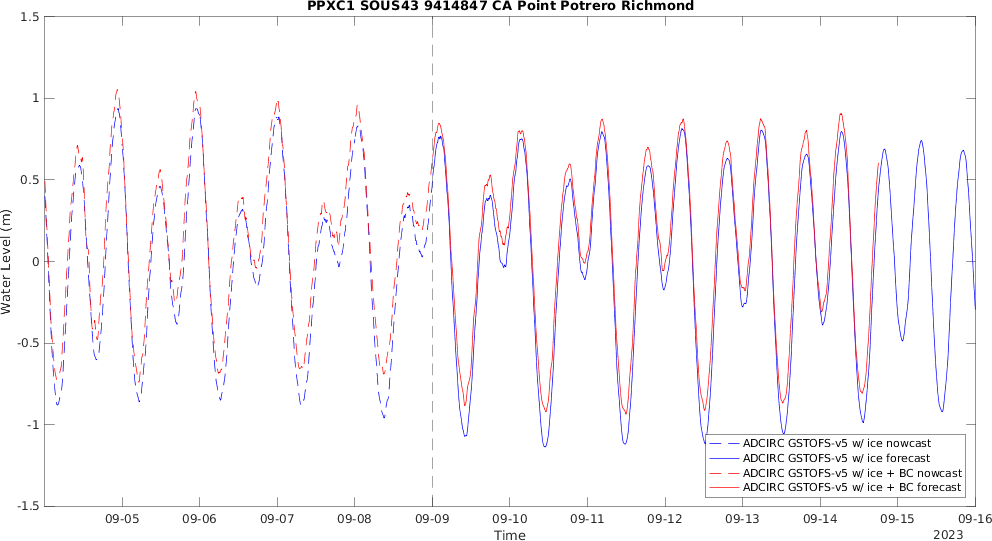 PPXC1 SOUS43 9414847 CA Point Potrero Richmond
1.5
1
0.5
0
-0.5
-1
-1.5
Water Level (m)
09-05 09-06 09-07 09-08 09-09 09-10 09-11 09-12 09-13 09-14 09-15 09-16
Time
2023
ADCIRC GSTOFS-v5 w/ ice nowcast
ADCIRC GSTOFS-v5 w/ ice forecast
ADCIRC GSTOFS-v5 w/ ice + BC nowcast
ADCIRC GSTOFS-v5 w/ ice + BC forecast